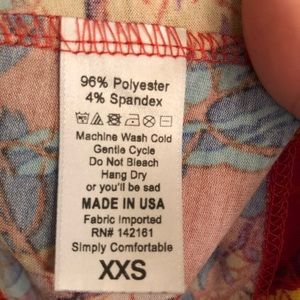 96% Polyester
4% Spandex
Machine Wash Cold
Gentle Cycle
Do Not Bleach
Hang Dry
or you'll be sad
MADE IN USA
Fabric Imported
RN# 142161
Simply Comfortable
XXS